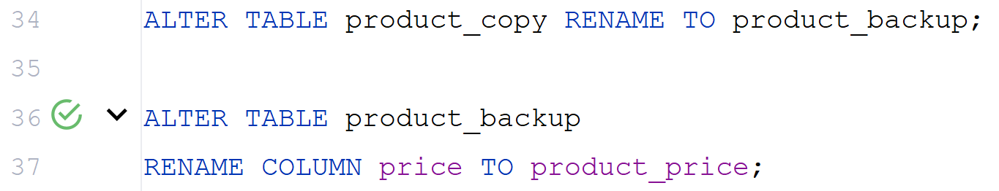 34 ALTER TABLE product_copy RENAME TO product_backup;
35
36 ALTER TABLE product_backup
37 RENAME COLUMN price TO product_price;